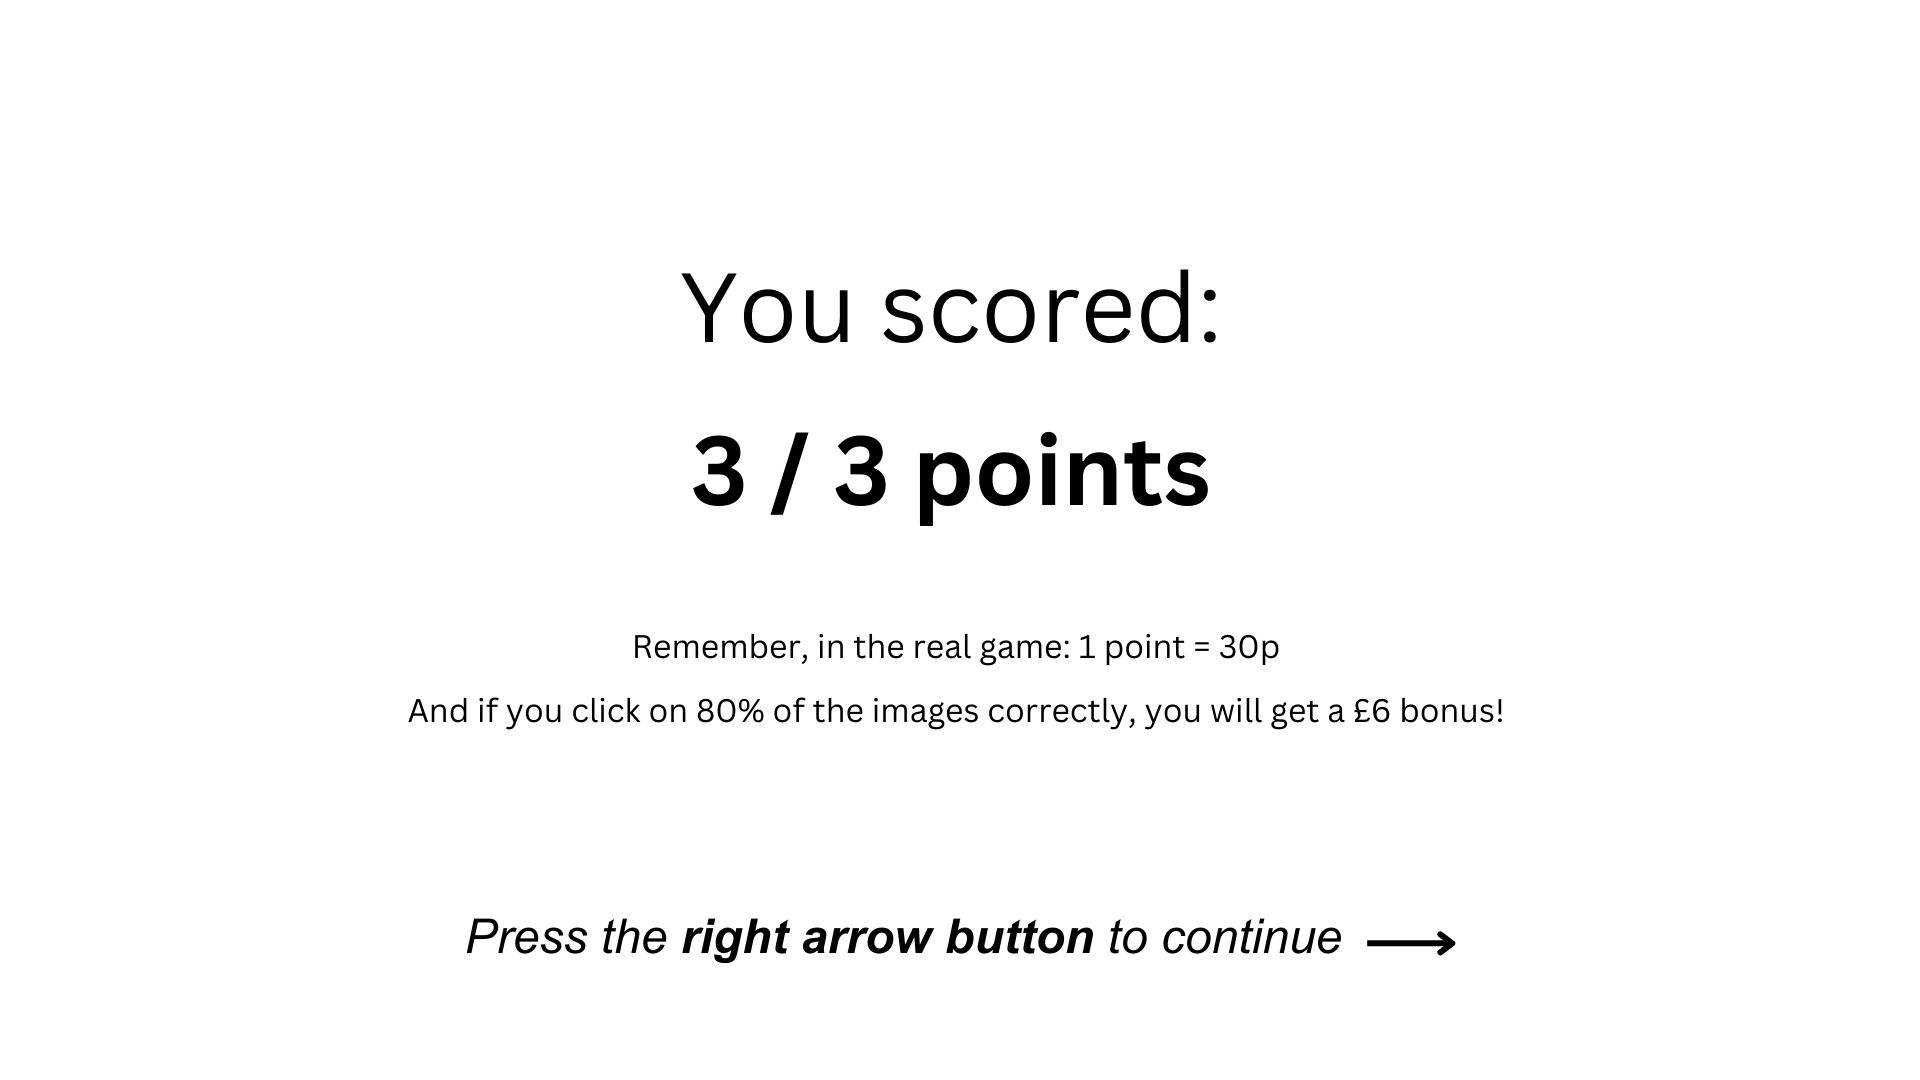 You scored:
3 / 3 points
Remember, in the real game: 1 point = 30p
And if you click on 80% of the images correctly, you will get a £6 bonus!
Press the right arrow button to continue